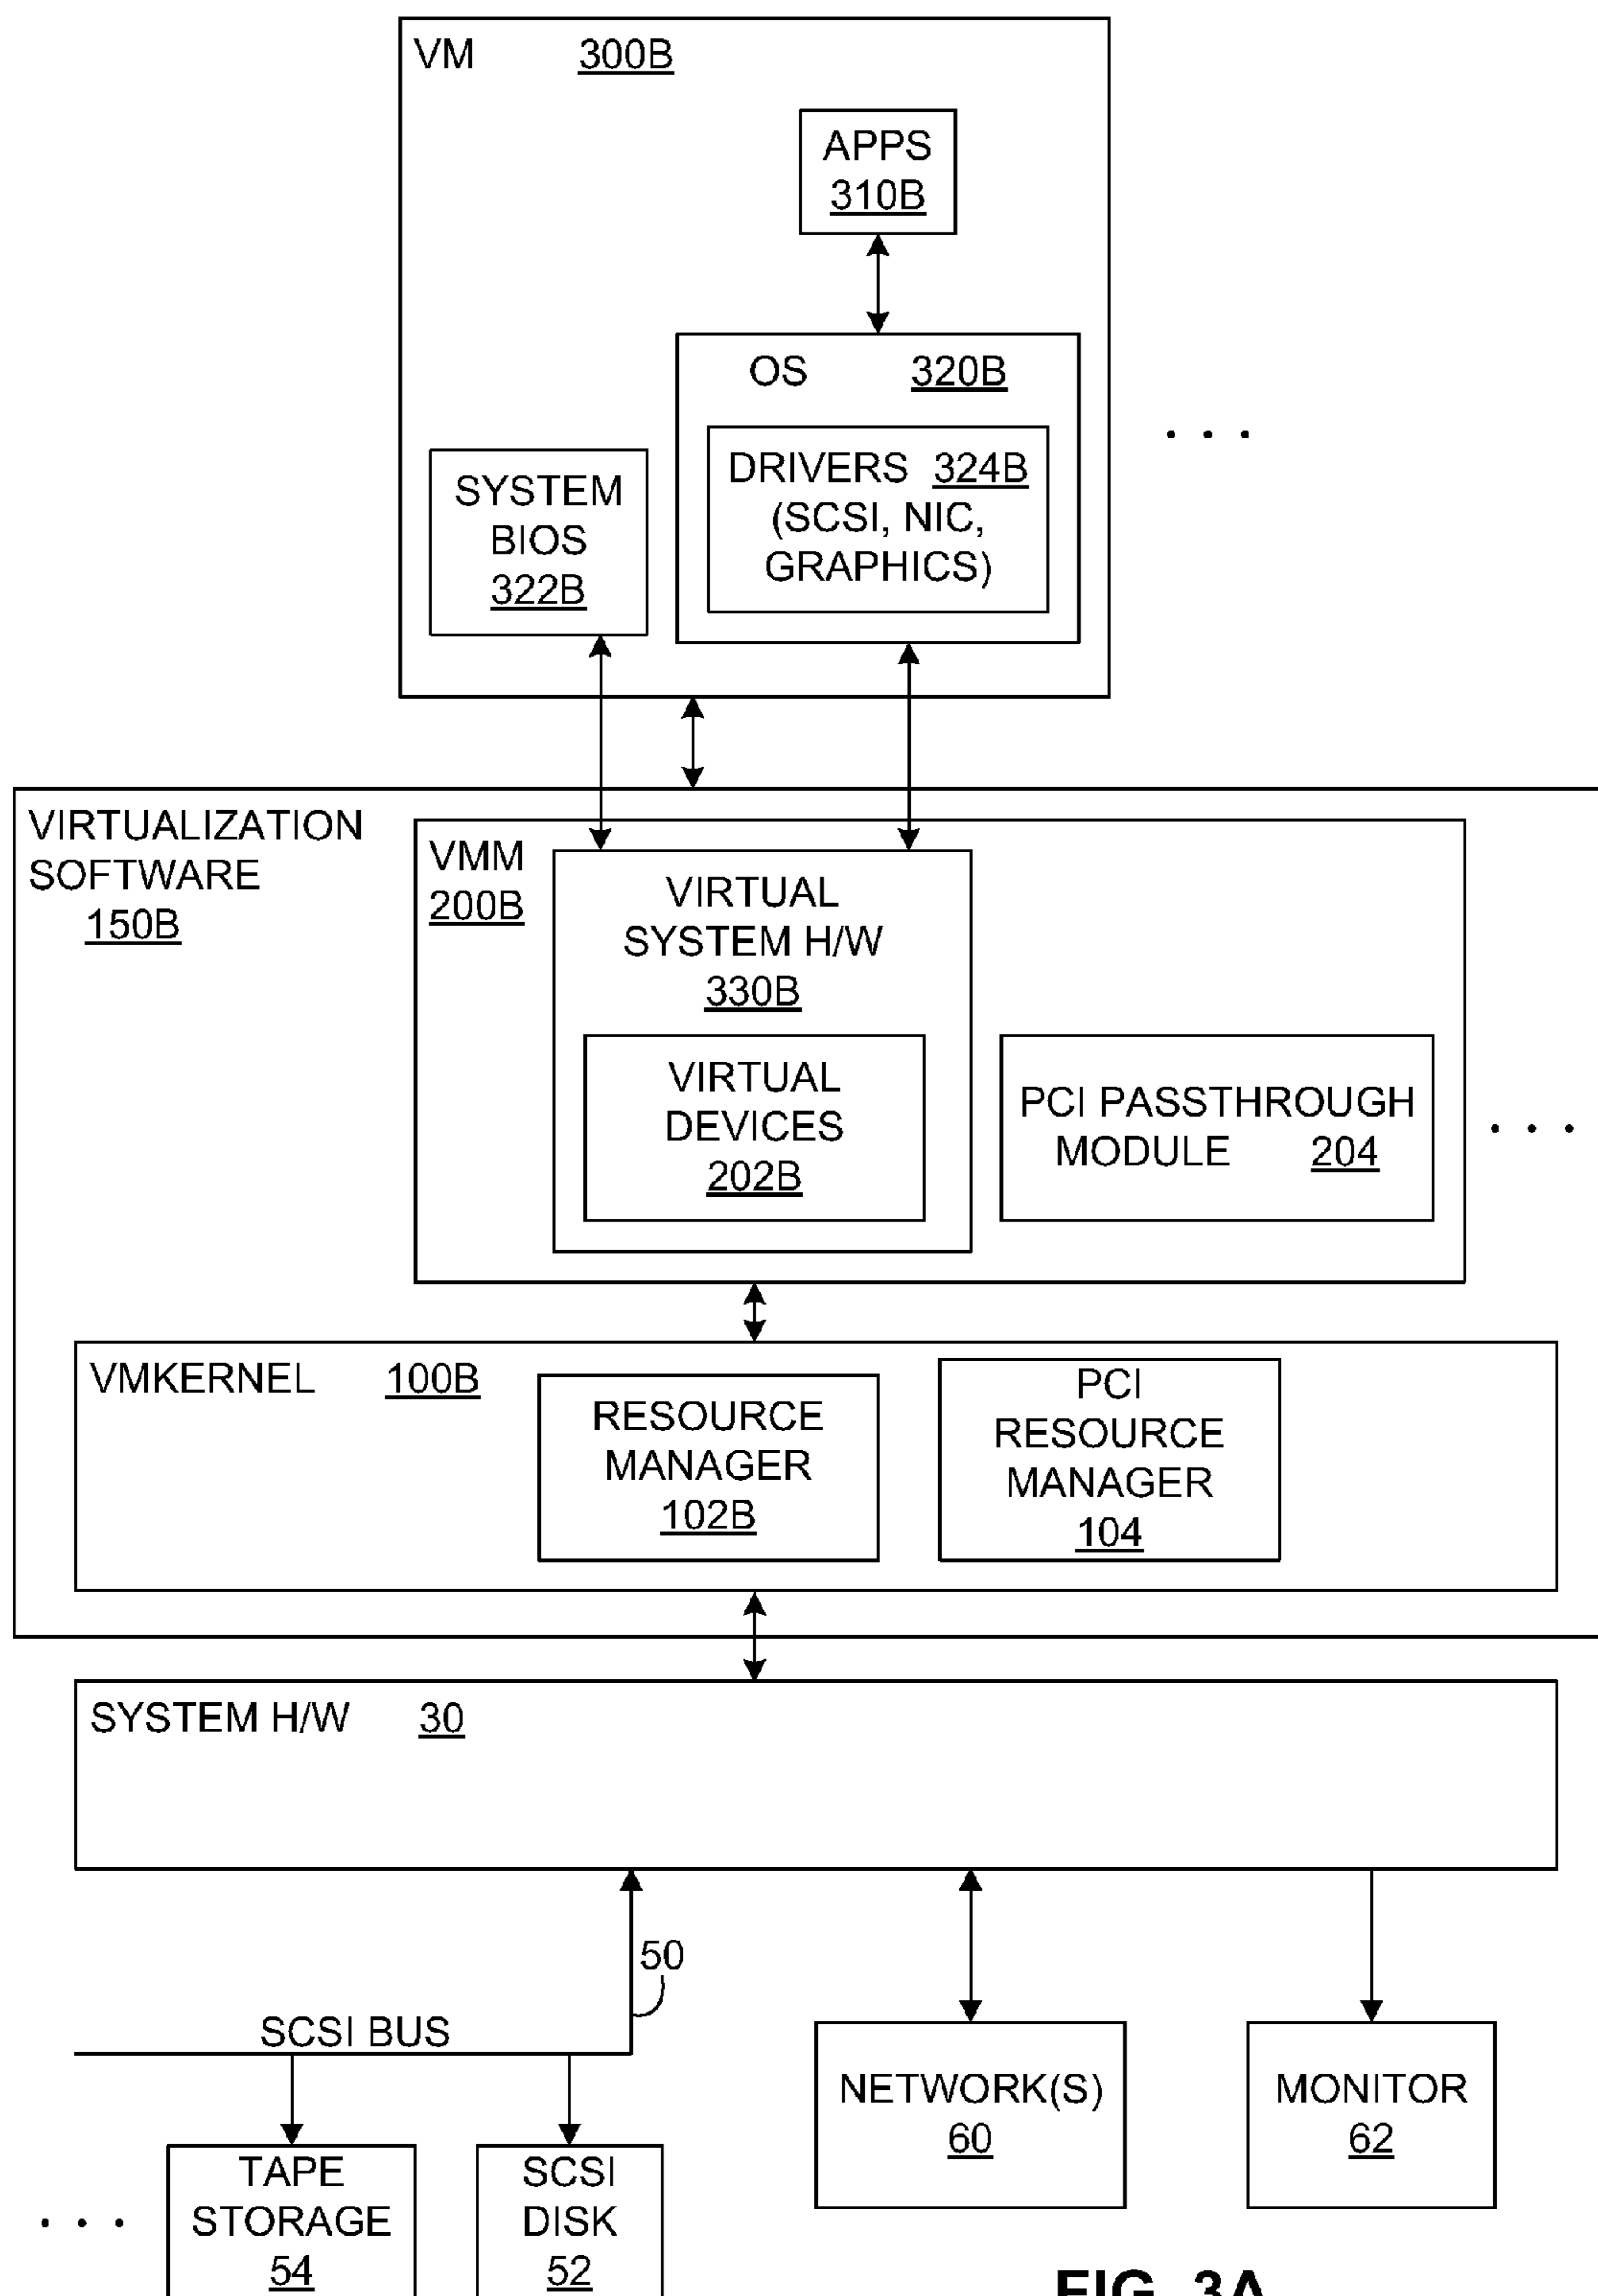 VM 300B
APPS
310B
OS 320B
DRIVERS 324B
(SCSI, NIC,
GRAPHICS)
SYSTEM
BIOS
322B
. . .
VIRTUALIZATION
SOFTWARE
150B
VMM
200B
VIRTUAL
SYSTEM H/W
330B
VIRTUAL
DEVICES
202B
PCI PASSTHROUGH
MODULE 204
. . .
VMKERNEL 100B
RESOURCE
MANAGER
102B
PCI
RESOURCE
MANAGER
104
SYSTEM H/W 30
50
SCSI BUS
NETWORK(S)
60
MONITOR
62
. . .
TAPE
STORAGE
54
SCSI
DISK
52
FIG. 3A